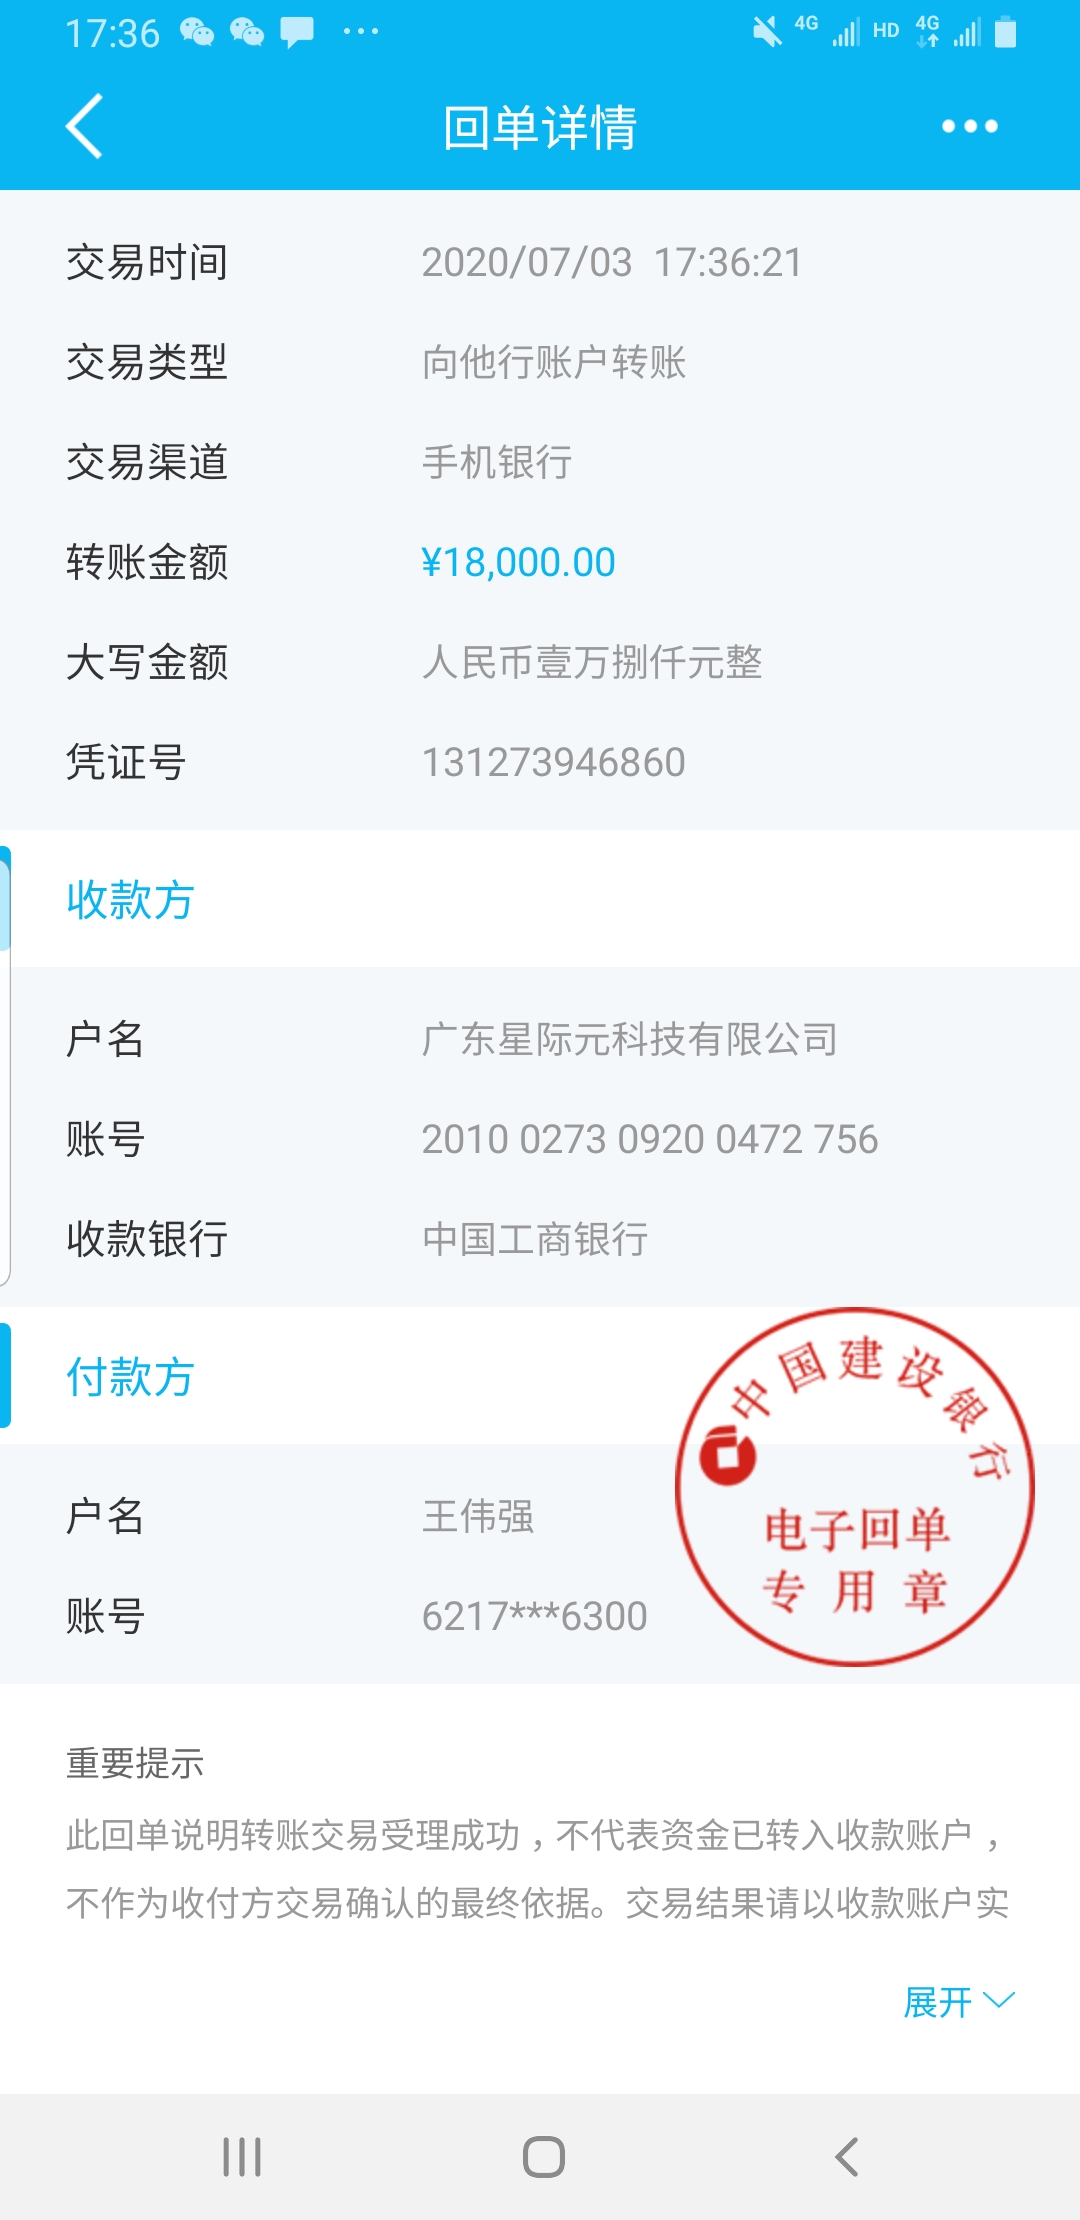 17:36 4G HD 4G
回单详情
交易时间 2020/07/03 17:36:21
交易类型 向他行账户转账
交易渠道 手机银行
转账金额 ¥18,000.00
大写金额 人民币壹万捌仟元整
凭证号 131273946860
收款方
户名 广东星际元科技有限公司
账号 2010 0273 0920 0472 756
收款银行 中国工商银行
付款方
户名 王伟强
账号 6217***6300
中国建设银行
电子回单
专用章
重要提示
此回单说明转账交易受理成功，不代表资金已转入收款账户，
不作为收付方交易确认的最终依据。交易结果请以收款账户实
展开